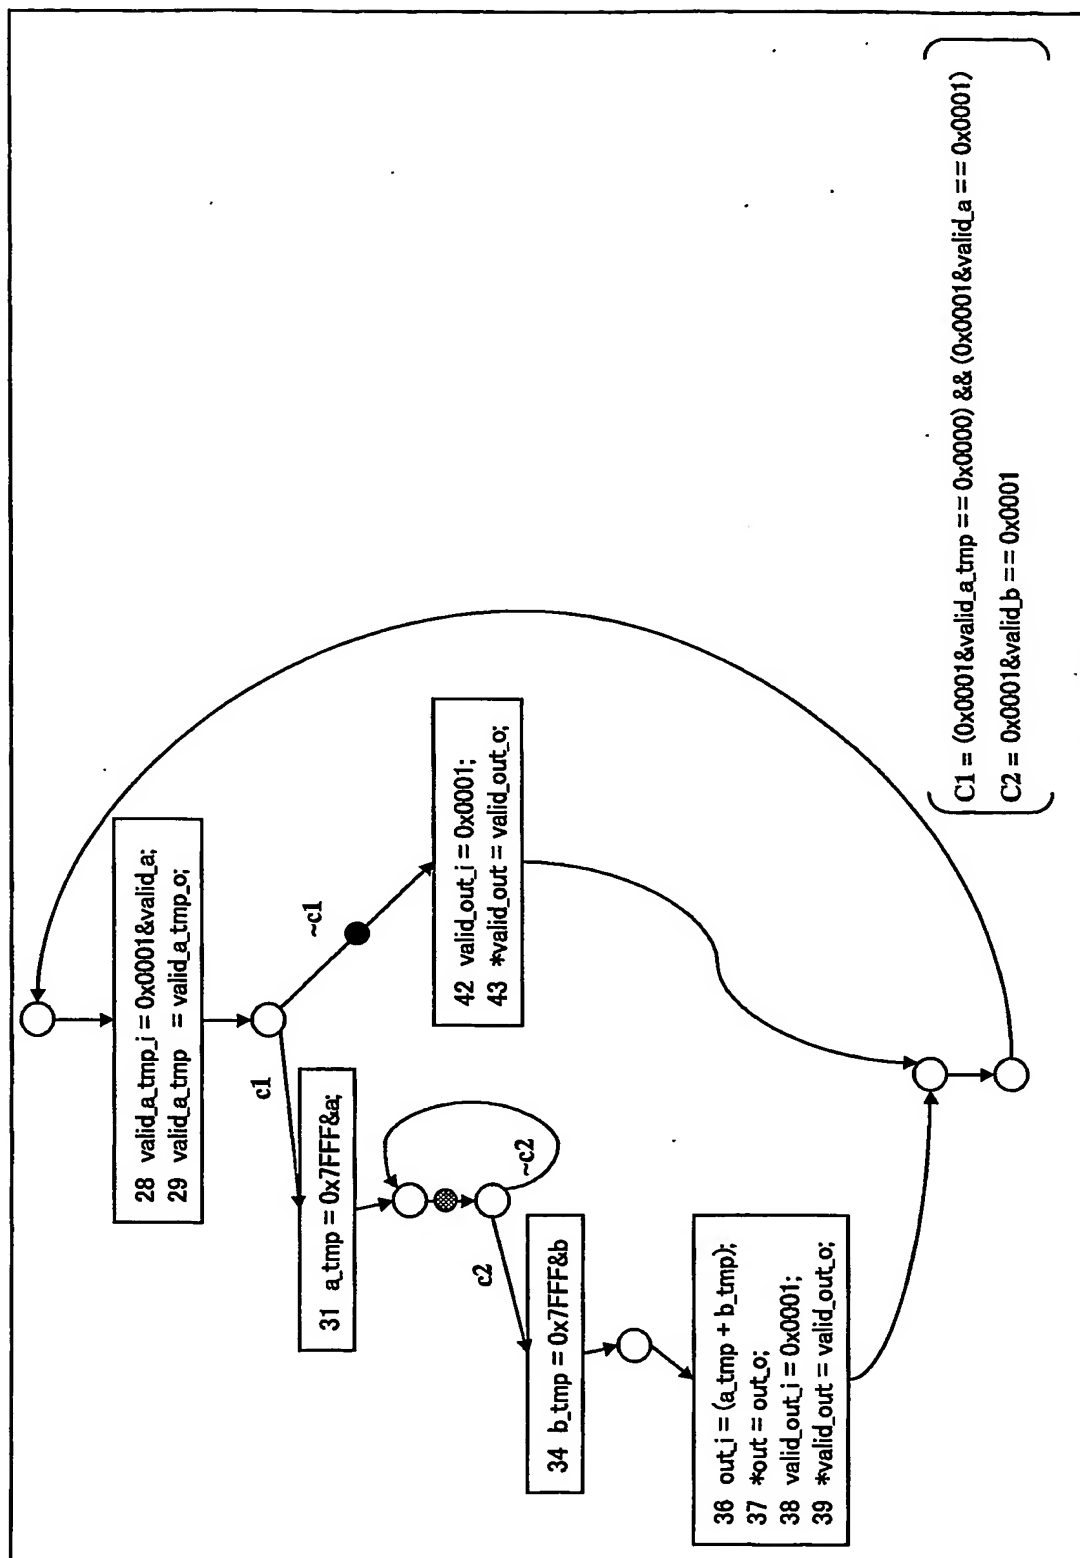 28 valid_a_tmp_i = 0x0001&valid_a;
29 valid_a_tmp = valid_a_tmp_o;
c1
~c1
31 a_tmp = 0x7FFF&a;
42 valid_out_i = 0x0001;
43 *valid_out = valid_out_o;
~c2
c2
34 b_tmp = 0x7FFF&b
36 out_i = (a_tmp + b_tmp);
37 *out = out_o;
38 valid_out_i = 0x0001;
39 *valid_out = valid_out_o;
C1 = (0x0001&valid_a_tmp == 0x0000) && (0x0001&valid_a == 0x0001)
C2 = 0x0001&valid_b == 0x0001